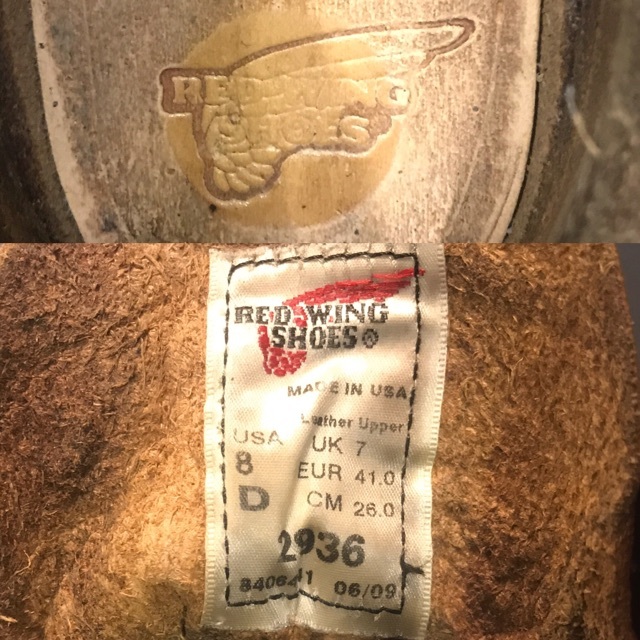 RED WING
SHOES
RED WING
SHOES®
MADE IN USA
Leather Upper
USA UK 7
8 EUR 41.0
D CM 26.0
2936
06/09